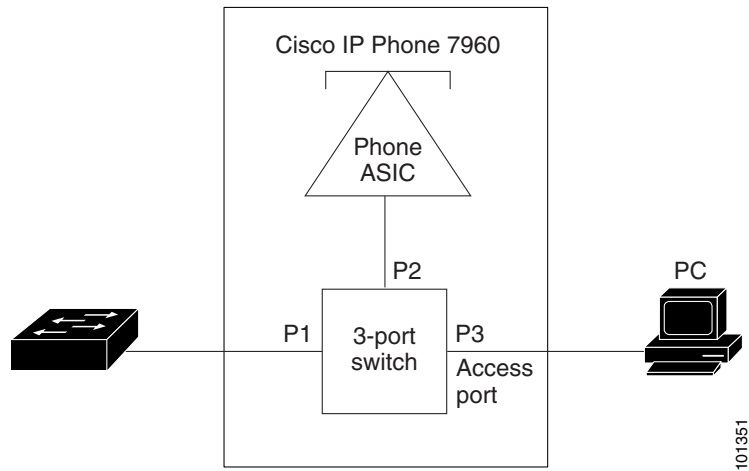 Cisco IP Phone 7960
Phone
ASIC
P2
PC
P1
3-port
switch
P3
Access
port
101351